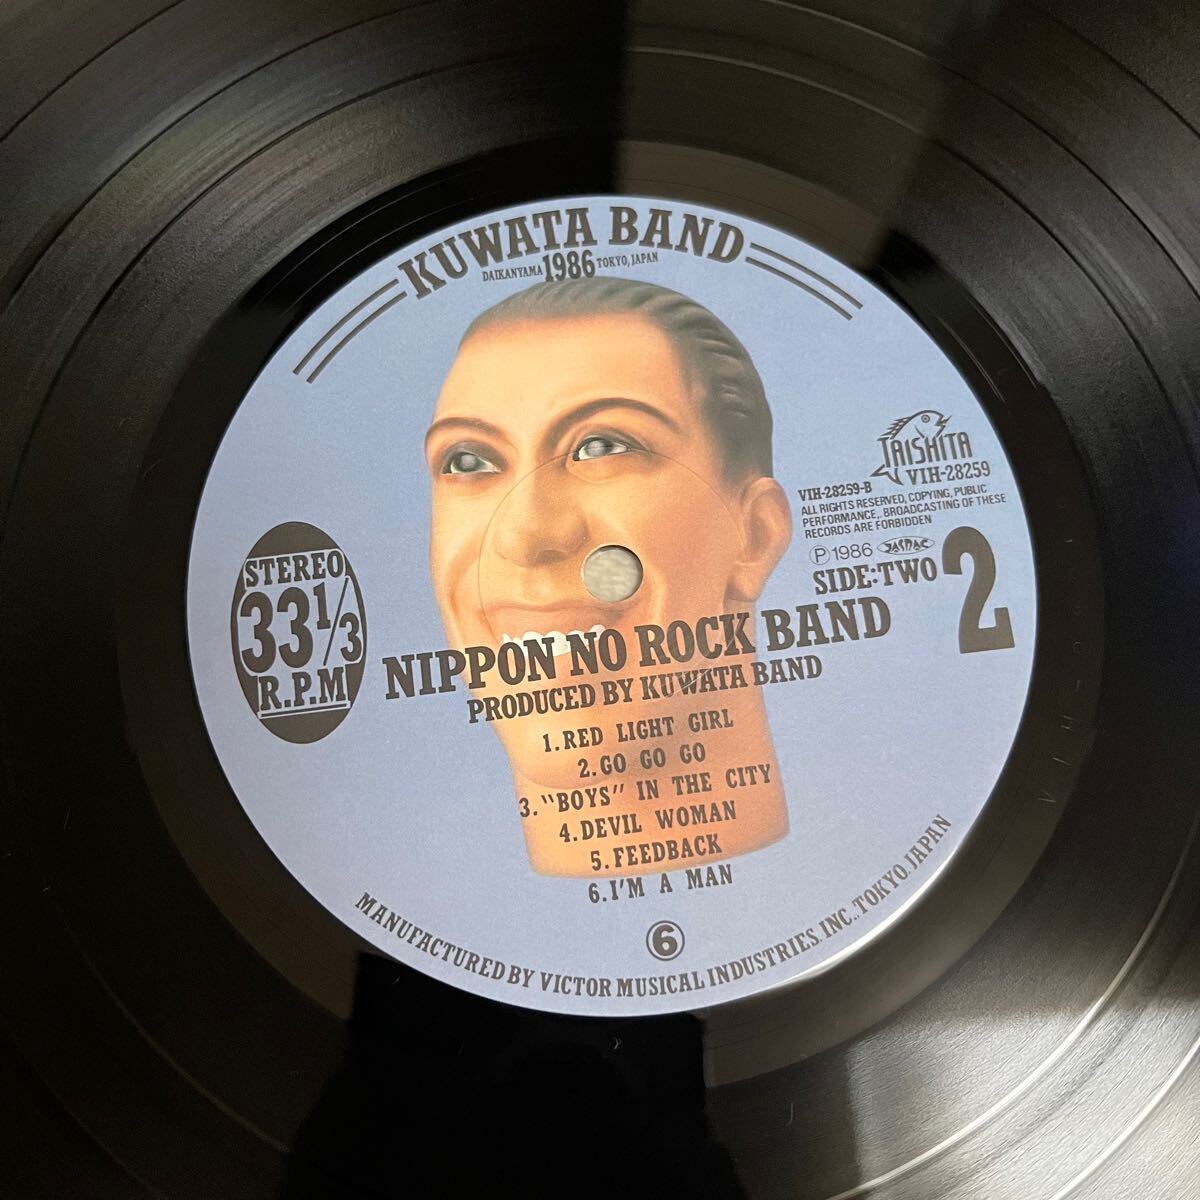 KUWATA BAND
DAIKANYAMA 1986 TOKYO, JAPAN
TAISHITA
VIH-28259
VIH-28259-B
ALL RIGHTS RESERVED, COPYING, PUBLIC
PERFORMANCE, BROADCASTING OF THESE
RECORDS ARE FORBIDDEN
Ⓟ1986 JASRAC
SIDE:TWO 2
STEREO
33 1/3
R.P.M
NIPPON NO ROCK BAND
PRODUCED BY KUWATA BAND
1.RED LIGHT GIRL
2.GO GO GO
3."BOYS" IN THE CITY
4.DEVIL WOMAN
5.FEEDBACK
6.I'M A MAN
⑥
MANUFACTURED BY VICTOR MUSICAL INDUSTRIES, INC., TOKYO, JAPAN